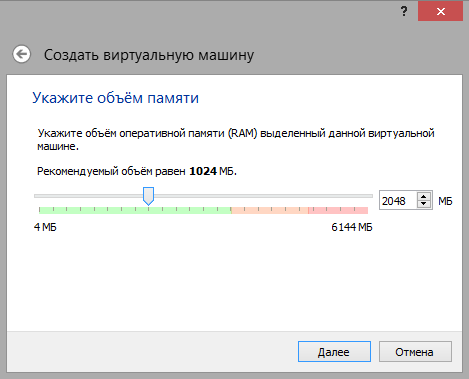 ?
Создать виртуальную машину
Укажите объём памяти
Укажите объём оперативной памяти (RAM) выделенный данной виртуальной
машине.
Рекомендуемый объём равен 1024 МБ.
2048 МБ
4 МБ 6144 МБ
Далее Отмена